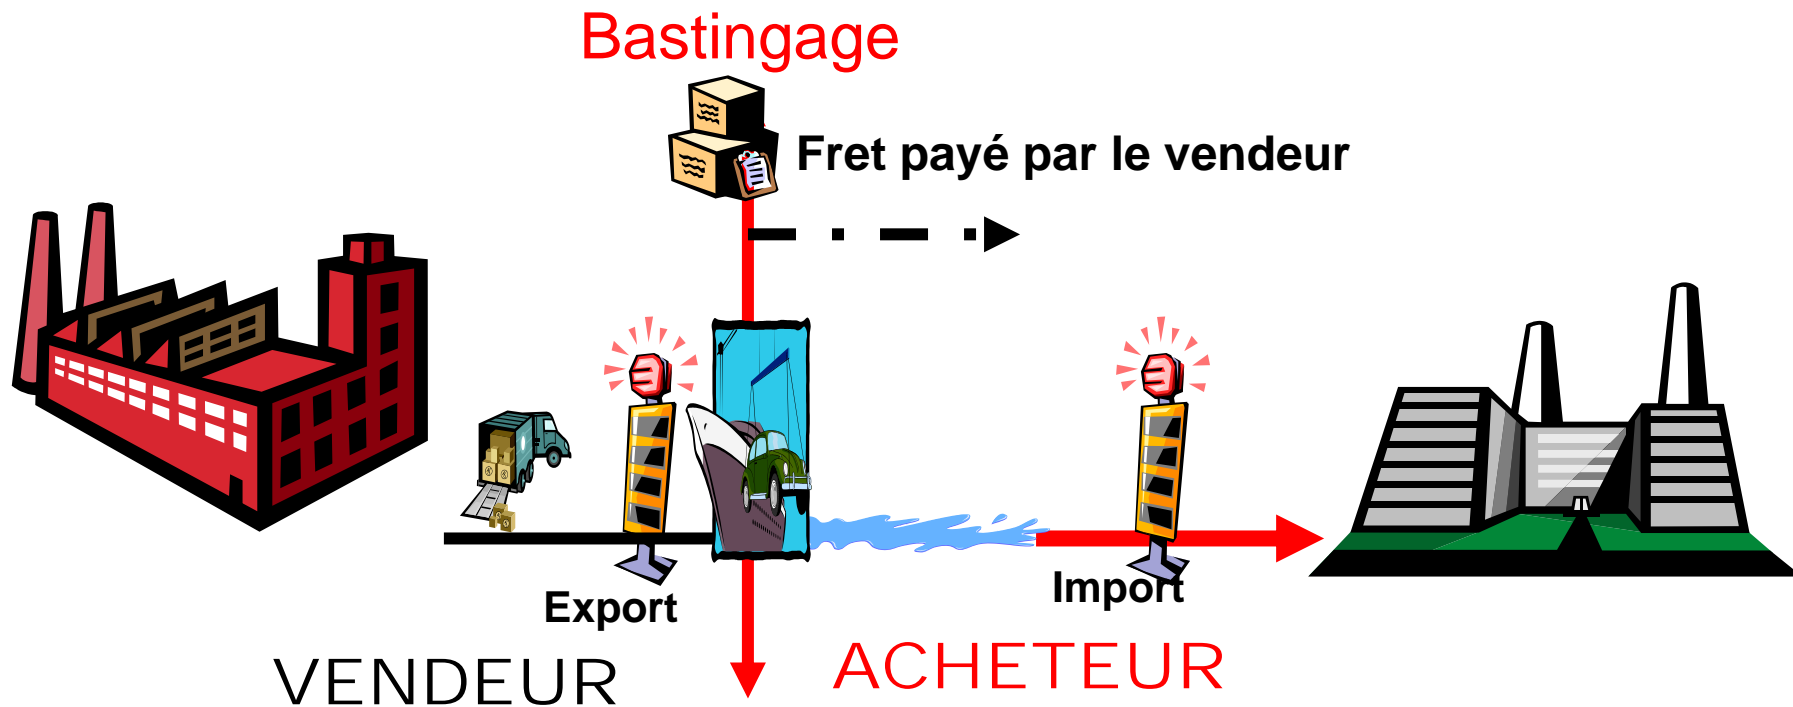 Bastingage
Fret payé par le vendeur
Export
Import
VENDEUR
ACHETEUR